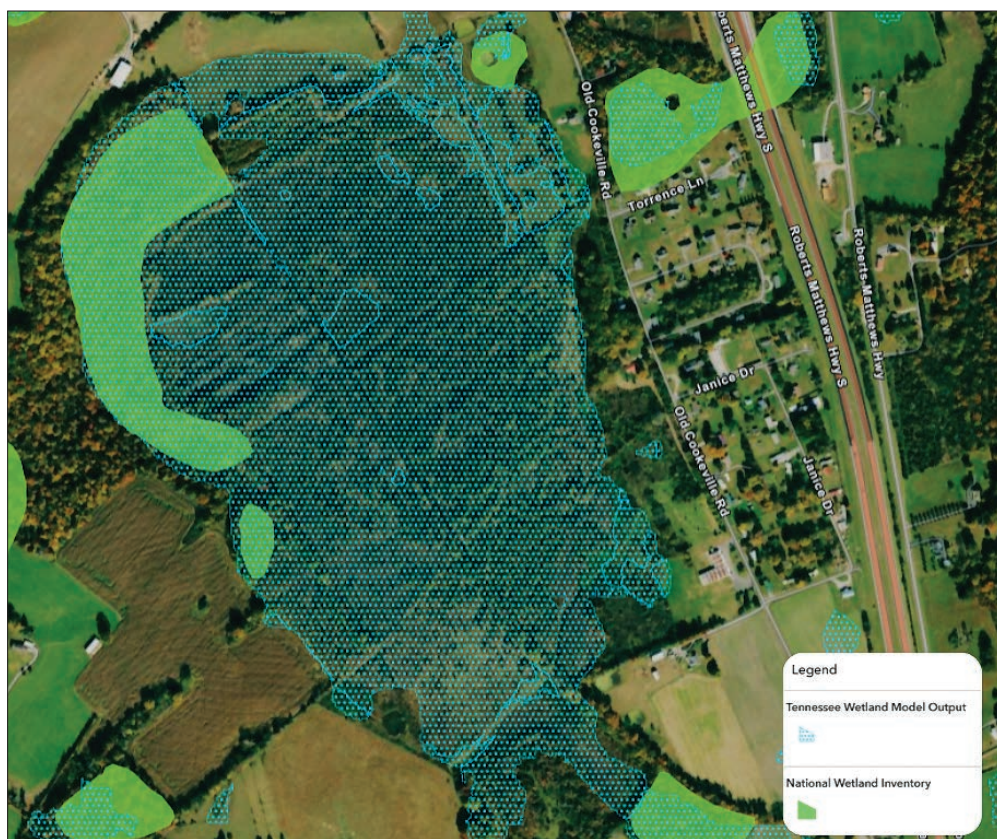 Roberts Matthews Hwy S
Old Cookeville Rd
Torrence Ln
Roberts Matthews Hwy S
Roberts-Matthews Hwy
Janice Dr
Old Cookeville Rd
Janice Dr
Legend
Tennessee Wetland Model Output
National Wetland Inventory